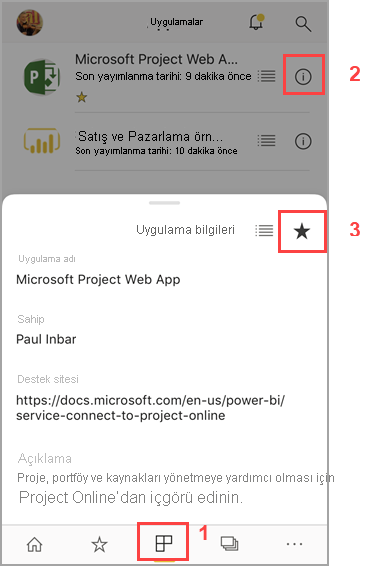 Uygulamalar
Microsoft Project Web A...
Son yayımlanma tarihi: 9 dakika önce
2
Satış ve Pazarlama örn...
Son yayımlanma tarihi: 10 dakika önce
Uygulama bilgileri
3
Uygulama adı
Microsoft Project Web App
Sahip
Paul Inbar
Destek sitesi
https://docs.microsoft.com/en-us/power-bi/
service-connect-to-project-online
Açıklama
Proje, portföy ve kaynakları yönetmeye yardımcı olması için
Project Online'dan içgörü edinin.
1